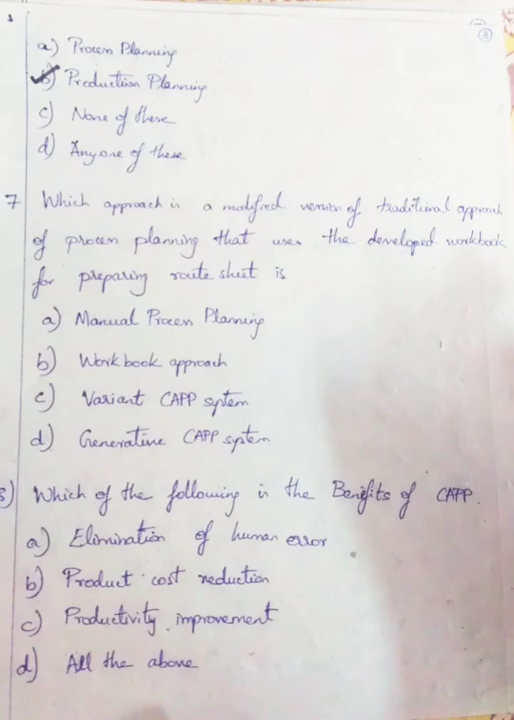 a) Process Planning
b) Production Planning
c) None of these
d) Any one of these
7 Which approach is a modified version of traditional approach
of process planning that uses the developed workbook
for preparing route sheet is
a) Manual Process Planning
b) Work book approach
c) Variant CAPP system
d) Generative CAPP system
8) Which of the following is the Benifits of CAPP.
a) Elimination of human error
b) Product cost reduction
c) Productivity improvement
d) All the above